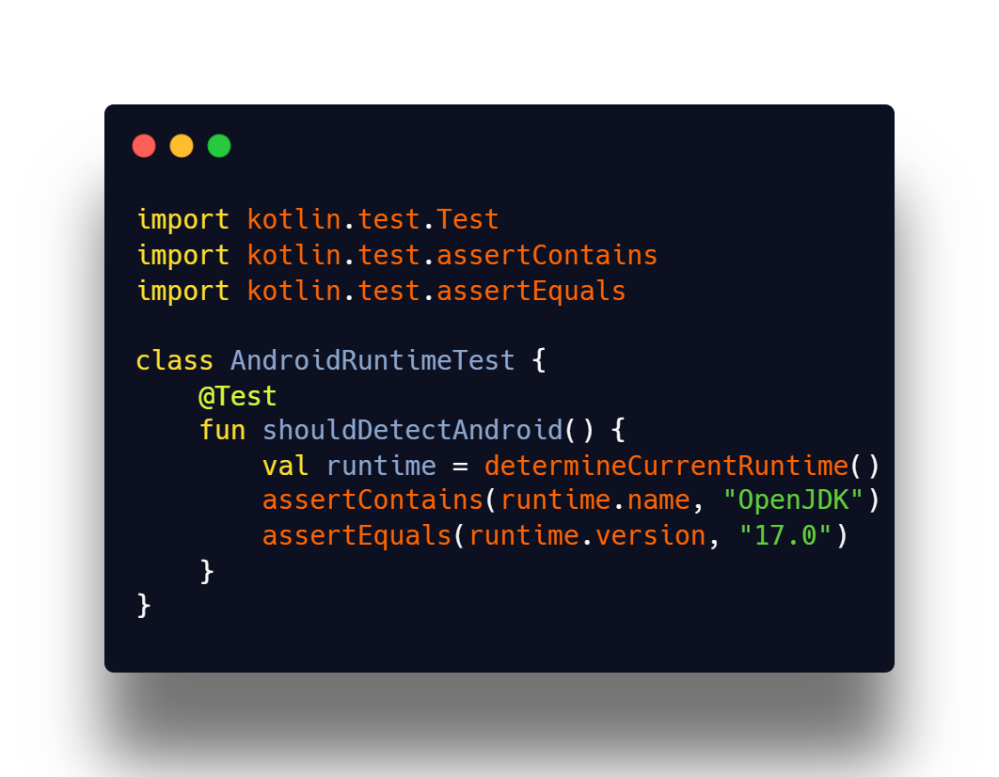 import kotlin.test.Test
import kotlin.test.assertContains
import kotlin.test.assertEquals

class AndroidRuntimeTest {
    @Test
    fun shouldDetectAndroid() {
        val runtime = determineCurrentRuntime()
        assertContains(runtime.name, "OpenJDK")
        assertEquals(runtime.version, "17.0")
    }
}